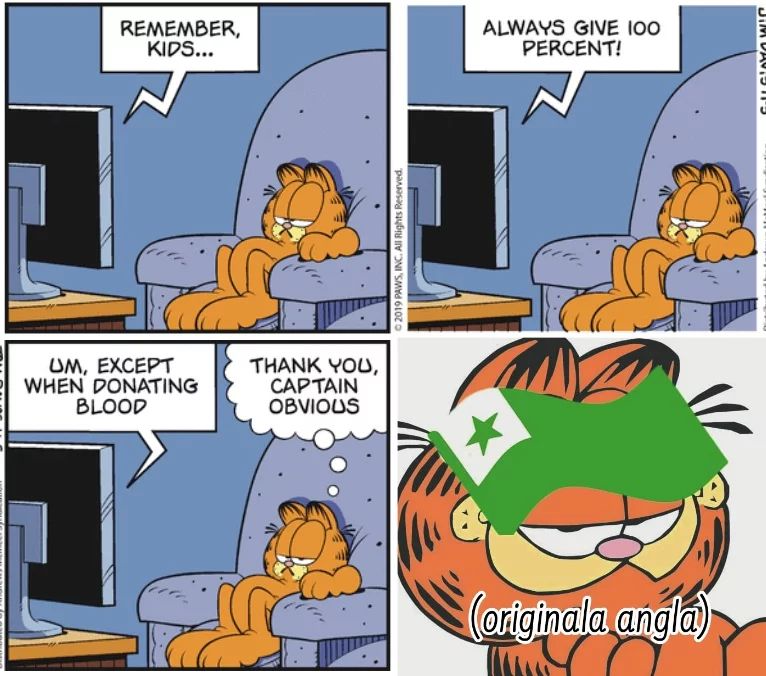 REMEMBER,
KIDS...
ALWAYS GIVE 100
PERCENT!
© 2019 PAWS, INC. All Rights Reserved.
UM, EXCEPT
WHEN DONATING
BLOOD
THANK YOU,
CAPTAIN
OBVIOUS
(originala angla)